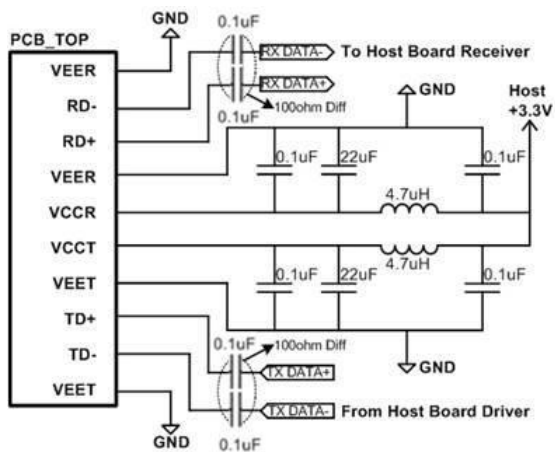 GND
0.1uF
PCB_TOP
RX DATA- To Host Board Receiver
VEER
RX DATA+
RD-
0.1uF
100ohm Diff
GND
Host
+3.3V
RD+
VEER
0.1uF 22uF 0.1uF
4.7uH
VCCR
VCCT
4.7uH
VEET
0.1uF 22uF 0.1uF
TD+
0.1uF
100ohm Diff
TD-
TX DATA+
GND
VEET
TX DATA- From Host Board Driver
GND
0.1uF